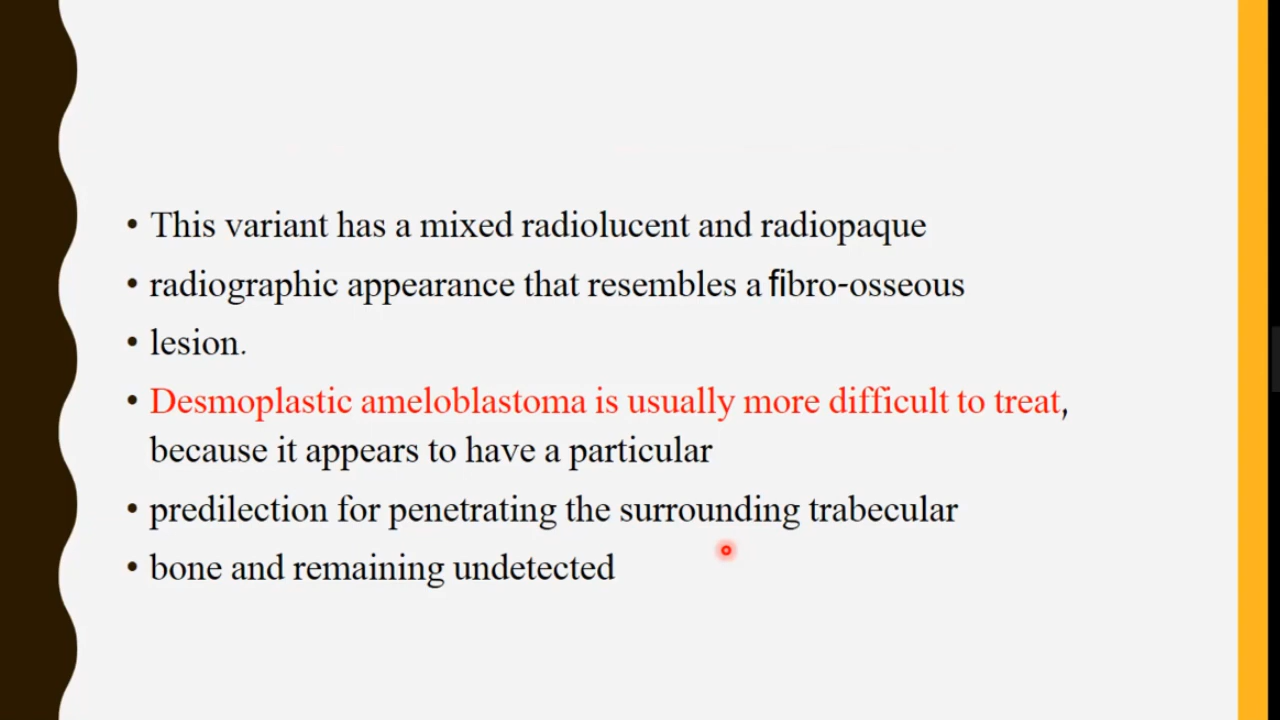 • This variant has a mixed radiolucent and radiopaque
• radiographic appearance that resembles a fibro-osseous
• lesion.
• Desmoplastic ameloblastoma is usually more difficult to treat,
because it appears to have a particular
• predilection for penetrating the surrounding trabecular
• bone and remaining undetected